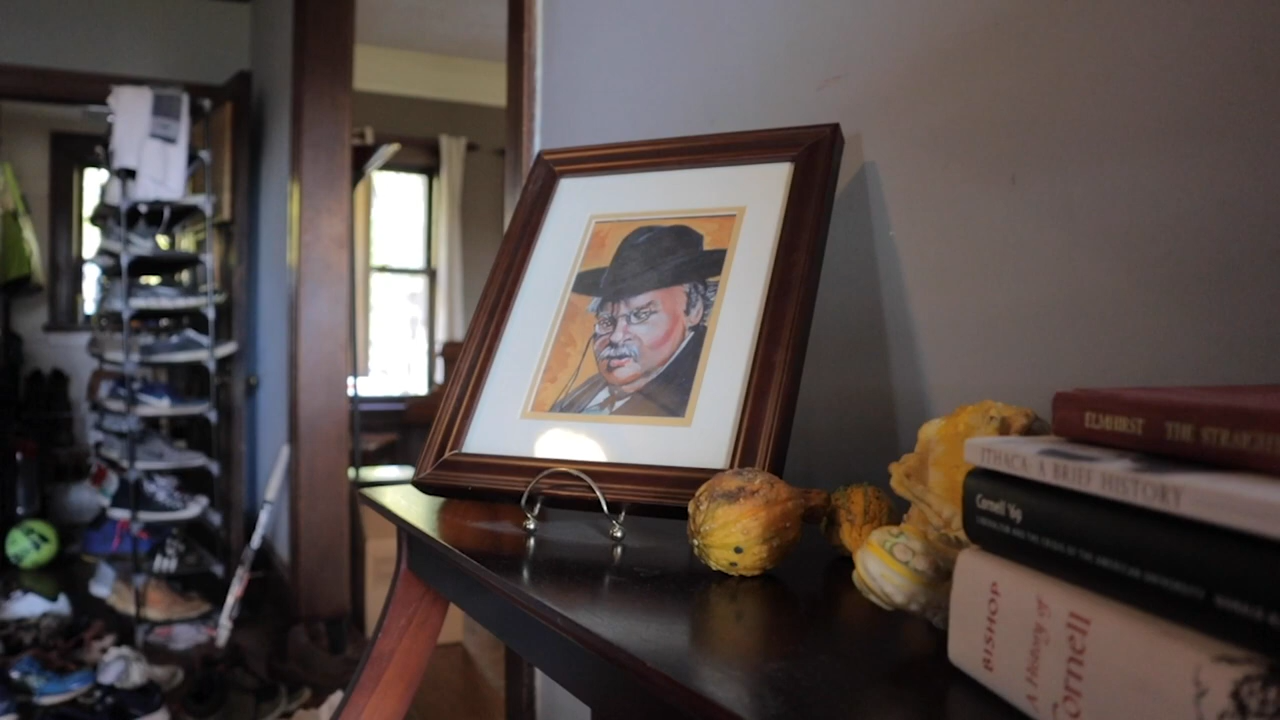 ELMHIRST THE STRAIGHT
ITHACA: A BRIEF HISTORY
Cornell '69
BISHOP
A History of
Cornell